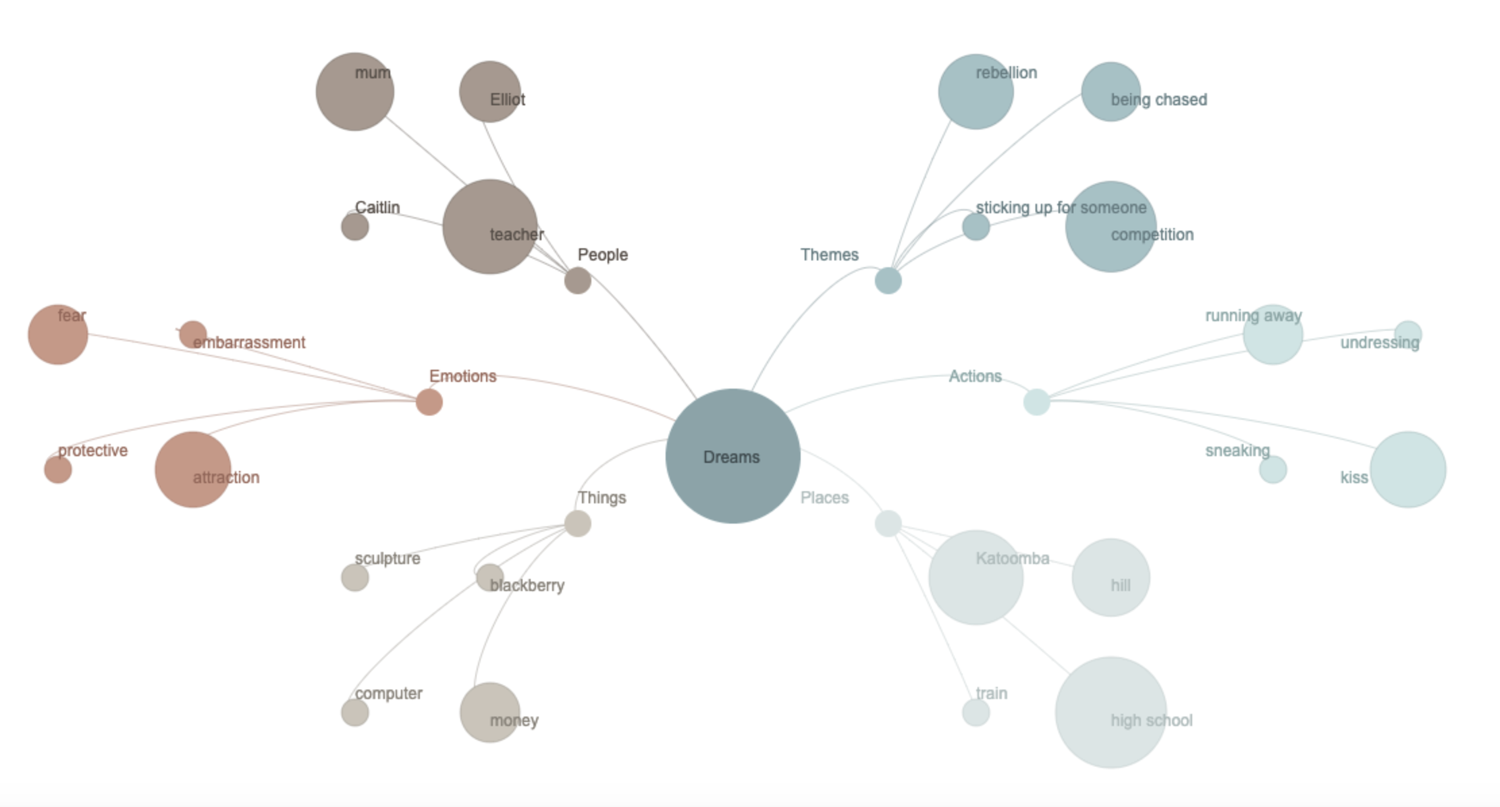 mum
rebellion
Elliot
being chased
Caitlin
sticking up for someone
teacher
competition
People
Themes
fear
running away
embarrassment
undressing
Emotions
Actions
protective
sneaking
attraction
kiss
Dreams
Things
Places
sculpture
Katoomba
blackberry
hill
computer
train
money
high school